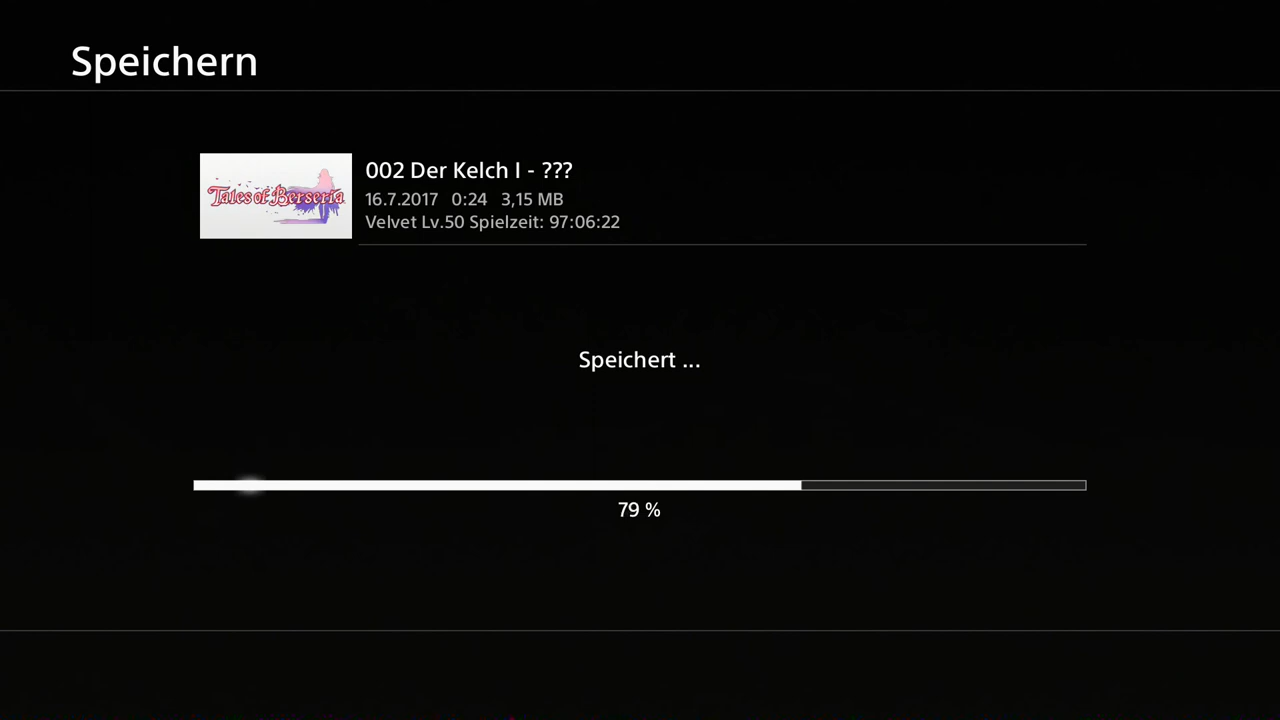 Speichern
Tales of Berseria
002 Der Kelch I - ???
16.7.2017 0:24 3,15 MB
Velvet Lv.50 Spielzeit: 97:06:22
Speichert ...
79 %